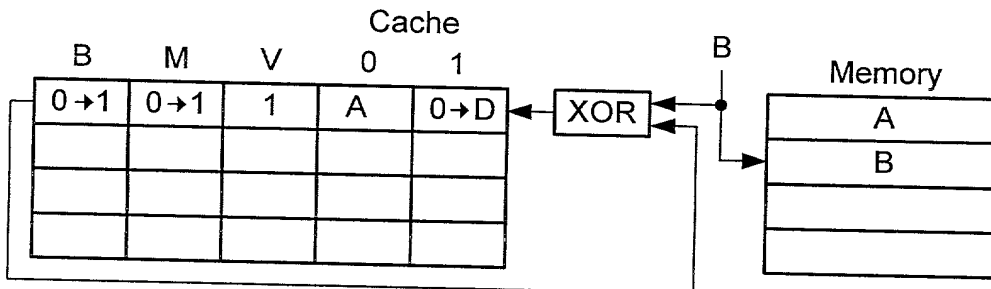 Cache
B M V 0 1
B
Memory
0→1 0→1 1 A 0→D
XOR
A
B